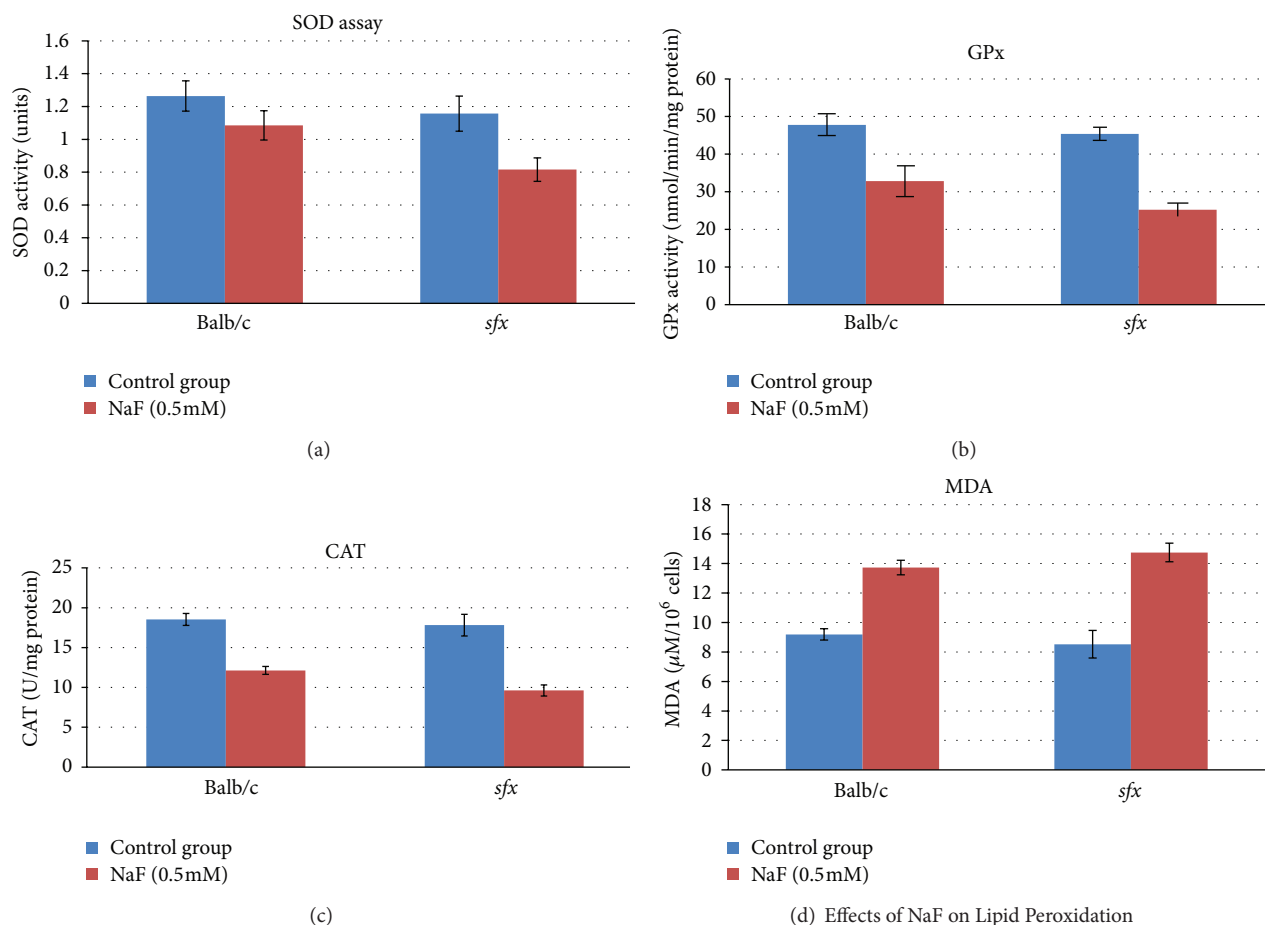 SOD assay
SOD activity (units)
1.6
1.4
1.2
1
0.8
0.6
0.4
0.2
0
Balb/c
sfx
Control group
NaF (0.5mM)
(a)
GPx
GPx activity (nmol/min/mg protein)
60
50
40
30
20
10
0
Balb/c
sfx
Control group
NaF (0.5mM)
(b)
CAT
CAT (U/mg protein)
25
20
15
10
5
0
Balb/c
sfx
Control group
NaF (0.5mM)
(c)
MDA
MDA (μM/10⁶ cells)
18
16
14
12
10
8
6
4
2
0
Balb/c
sfx
Control group
NaF (0.5mM)
(d) Effects of NaF on Lipid Peroxidation